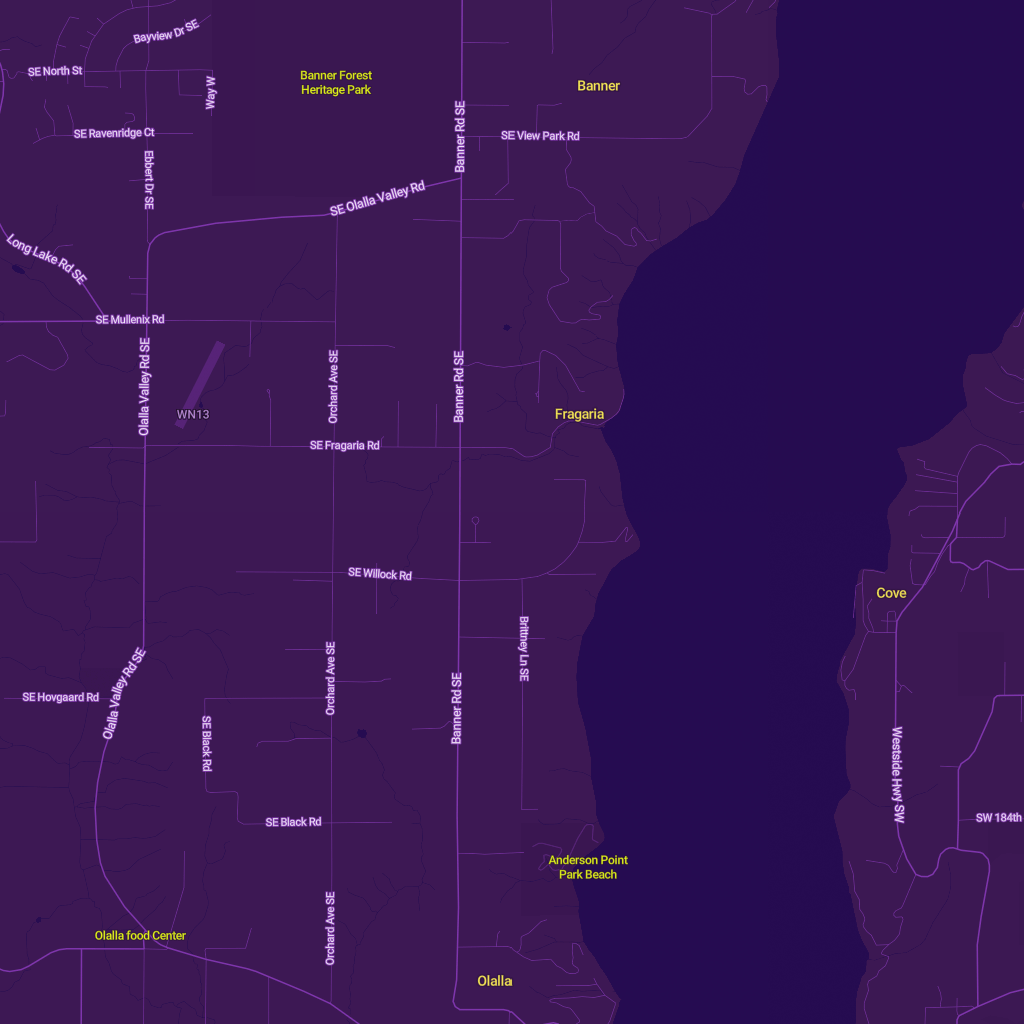 Bayview Dr SE
SE North St
Way W
Banner Forest
Heritage Park
Banner
Banner Rd SE
SE Ravenridge Ct
SE View Park Rd
Ebbert Dr SE
SE Olalla Valley Rd
Long Lake Rd SE
SE Mullenix Rd
Olalla Valley Rd SE
Orchard Ave SE
Banner Rd SE
WN13
Fragaria
SE Fragaria Rd
SE Willock Rd
Cove
Brittney Ln SE
Olalla Valley Rd SE
Orchard Ave SE
Banner Rd SE
SE Hovgaard Rd
SE Black Rd
Westside Hwy SW
SE Black Rd
SW 184th
Anderson Point
Park Beach
Orchard Ave SE
Olalla food Center
Olalla